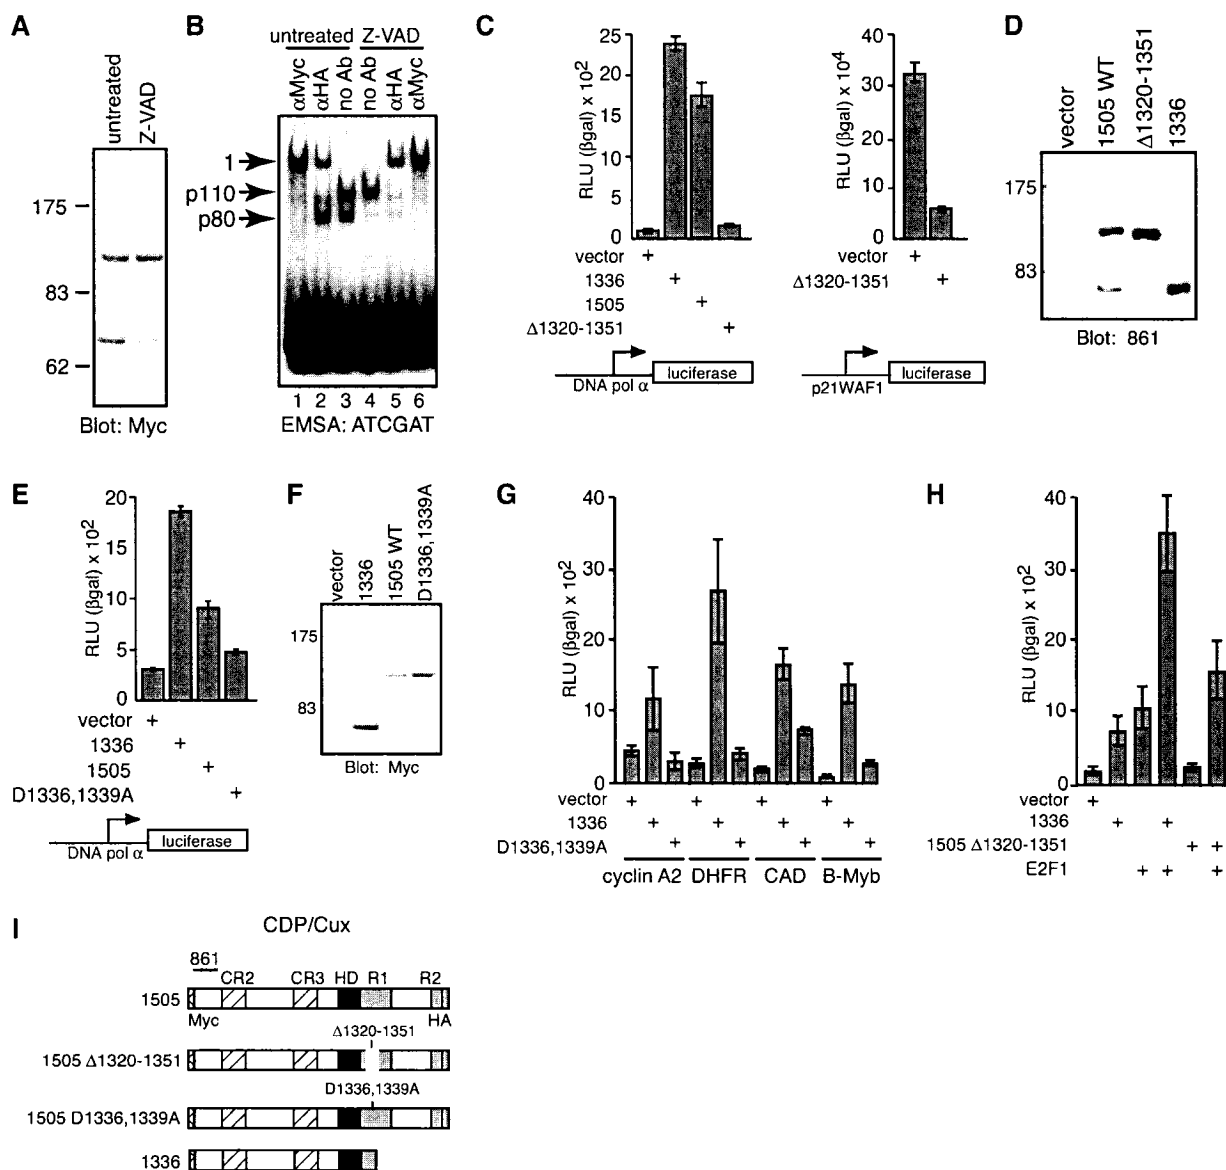 A
untreated
Z-VAD
175
83
62
Blot: Myc
B
untreated Z-VAD
αMyc
αHA
no Ab
no Ab
αHA
αMyc
1
p110
p80
1 2 3 4 5 6
EMSA: ATCGAT
C
RLU (βgal) x 10²
25
20
15
10
5
0
vector +
1336 +
1505 +
Δ1320-1351 +
DNA pol α
luciferase
RLU (βgal) x 10⁴
40
30
20
10
0
vector +
Δ1320-1351 +
p21WAF1
luciferase
D
vector
1505 WT
Δ1320-1351
1336
175
83
Blot: 861
E
RLU (βgal) x 10²
20
15
10
5
0
vector +
1336 +
1505 +
D1336,1339A +
DNA pol α
luciferase
F
vector
1336
1505 WT
D1336,1339A
175
83
Blot: Myc
G
RLU (βgal) x 10²
40
30
20
10
0
vector + + + +
1336 + + + +
D1336,1339A + + + +
cyclin A2 DHFR CAD B-Myb
H
RLU (βgal) x 10²
40
30
20
10
0
vector +
1336 + +
1505 Δ1320-1351 + +
E2F1 + + +
I
CDP/Cux
861
CR2 CR3 HD R1 R2
1505
Myc HA
Δ1320-1351
1505 Δ1320-1351
D1336,1339A
1505 D1336,1339A
1336